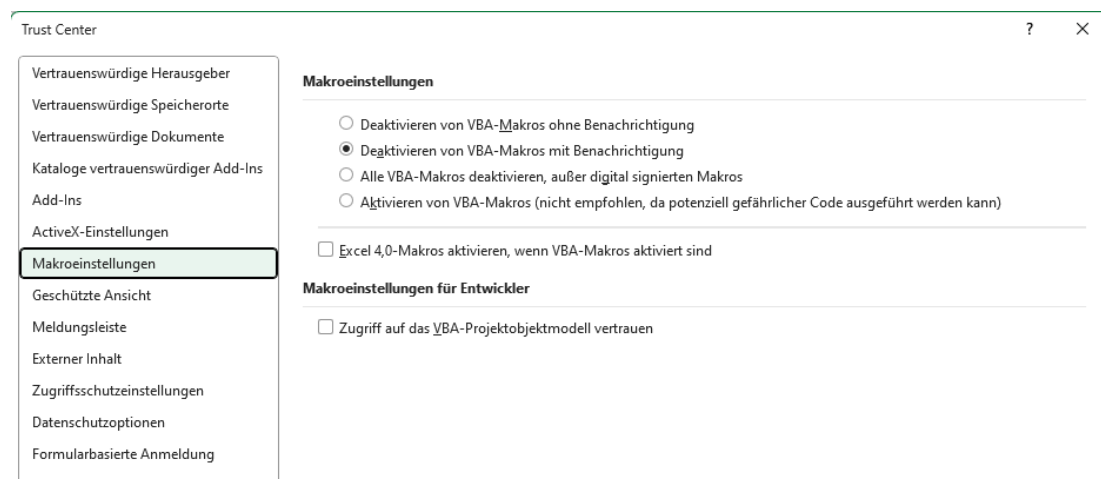 Trust Center
?
Vertrauenswürdige Herausgeber
Vertrauenswürdige Speicherorte
Vertrauenswürdige Dokumente
Kataloge vertrauenswürdiger Add-Ins
Add-Ins
ActiveX-Einstellungen
Makroeinstellungen
Geschützte Ansicht
Meldungsleiste
Externer Inhalt
Zugriffsschutzeinstellungen
Datenschutzoptionen
Formularbasierte Anmeldung
Makroeinstellungen
Deaktivieren von VBA-Makros ohne Benachrichtigung
Deaktivieren von VBA-Makros mit Benachrichtigung
Alle VBA-Makros deaktivieren, außer digital signierten Makros
Aktivieren von VBA-Makros (nicht empfohlen, da potenziell gefährlicher Code ausgeführt werden kann)
Excel 4,0-Makros aktivieren, wenn VBA-Makros aktiviert sind
Makroeinstellungen für Entwickler
Zugriff auf das VBA-Projektobjektmodell vertrauen